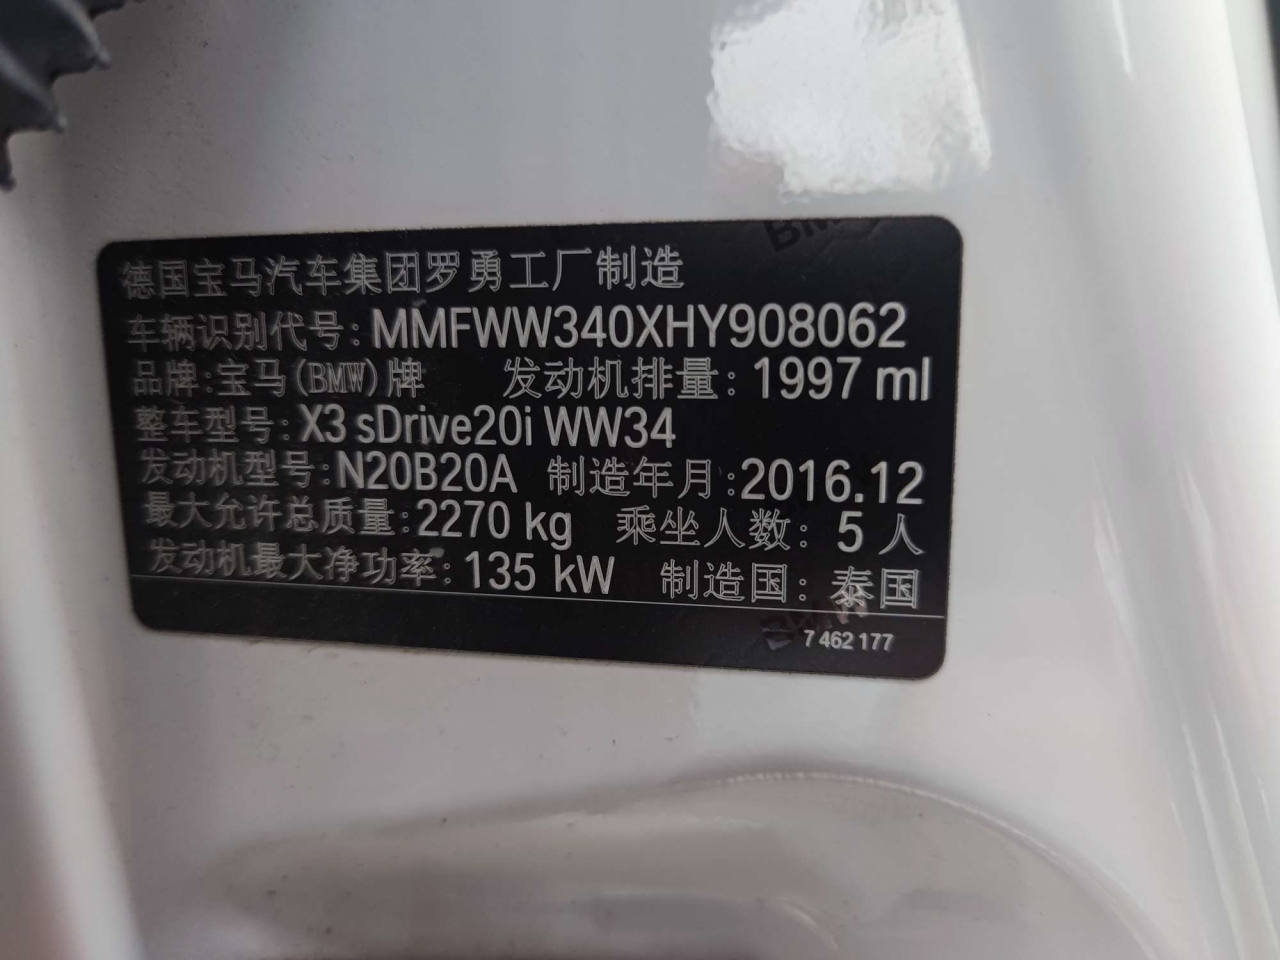 德国宝马汽车集团罗勇工厂制造
车辆识别代号: MMFWW340XHY908062
品牌: 宝马(BMW)牌 发动机排量: 1997 ml
整车型号: X3 sDrive20i WW34
发动机型号: N20B20A 制造年月: 2016.12
最大允许总质量: 2270 kg 乘坐人数: 5 人
发动机最大净功率: 135 kW 制造国: 泰国
7 462 177